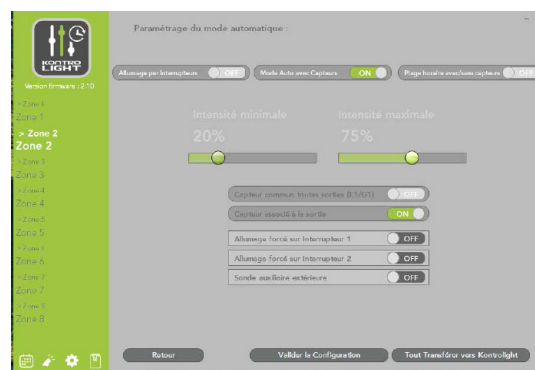 KONTRO
LIGHT
Version firmware : 2.10
> Zone 1
Zone 1
> Zone 2
Zone 2
> Zone 3
Zone 3
> Zone 4
Zone 4
> Zone 5
Zone 5
> Zone 6
Zone 6
> Zone 7
Zone 7
> Zone 8
Zone 8
Paramétrage du mode automatique :
Allumage par Interrupteurs OFF
Mode Auto avec Capteurs ON
Plage horaire avec/sans capteurs OFF
Intensité minimale
20%
Intensité maximale
75%
Capteur commun toutes sorties (E1/G1) OFF
Capteur associé à la sortie ON
Allumage forcé sur Interrupteur 1 OFF
Allumage forcé sur Interrupteur 2 OFF
Sonde auxiliaire extérieure OFF
Retour
Valider la Configuration
Tout Transférer vers Kontrolight